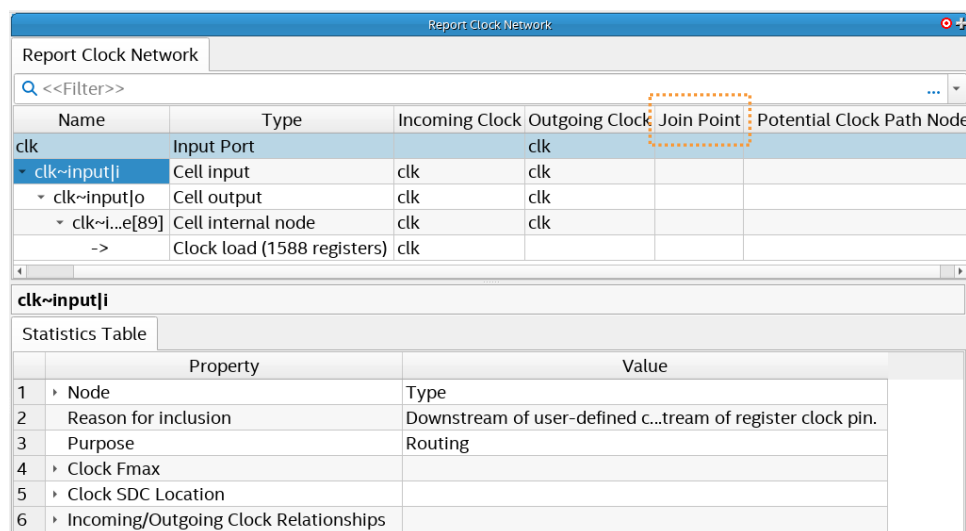 Report Clock Network
Report Clock Network
<<Filter>> ...
Name Type Incoming Clock Outgoing Clock Join Point Potential Clock Path Node
clk Input Port clk
clk~input|i Cell input clk clk
clk~input|o Cell output clk clk
clk~i...e[89] Cell internal node clk clk
-> Clock load (1588 registers) clk
clk~input|i
Statistics Table
Property Value
1 Node Type
2 Reason for inclusion Downstream of user-defined c...tream of register clock pin.
3 Purpose Routing
4 Clock Fmax
5 Clock SDC Location
6 Incoming/Outgoing Clock Relationships